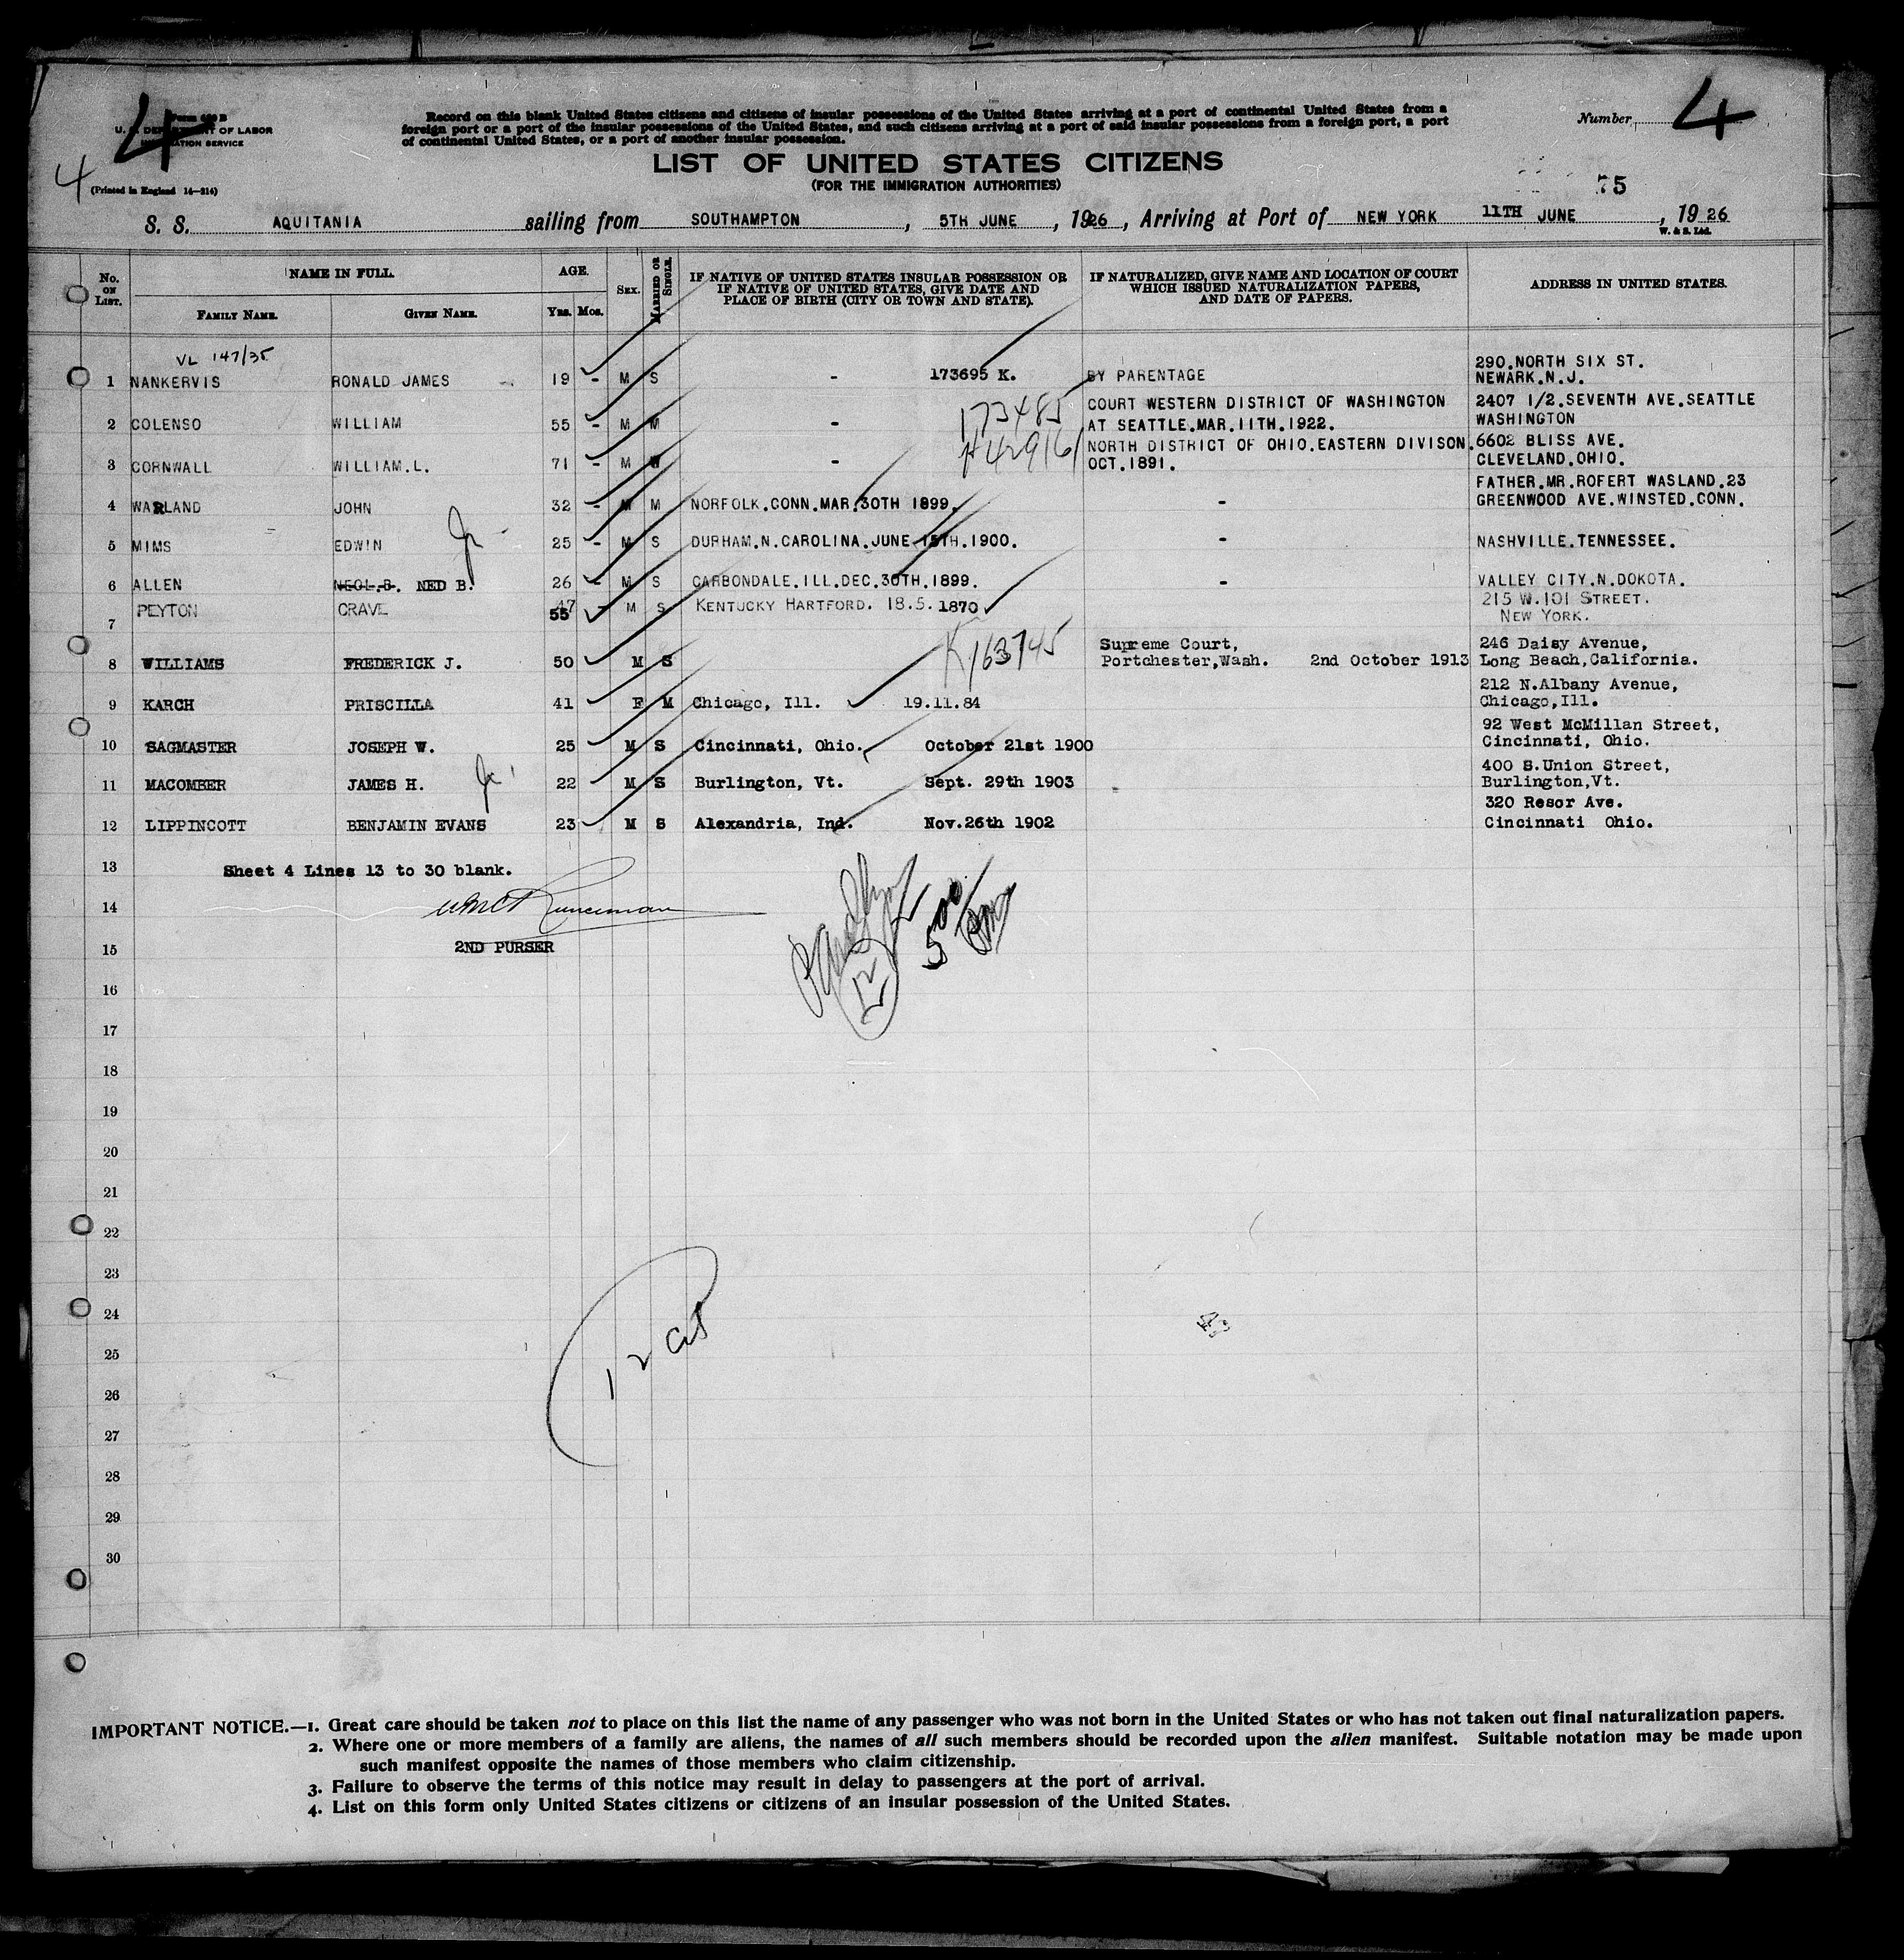 4
Form 630 B
U. S. DEPARTMENT OF LABOR
IMMIGRATION SERVICE
4 (Printed in England 14—214)
Record on this blank United States citizens and citizens of insular possessions of the United States arriving at a port of continental United States from a
foreign port or a port of the insular possessions of the United States, and such citizens arriving at a port of said insular possessions from a foreign port, a port
of continental United States, or a port of another insular possession.
Number 4
LIST OF UNITED STATES CITIZENS
(FOR THE IMMIGRATION AUTHORITIES)
75
S. S. AQUITANIA sailing from SOUTHAMPTON, 5TH JUNE, 1926, Arriving at Port of NEW YORK 11TH JUNE, 1926
W. & S. Ltd.
No. ON LIST. NAME IN FULL. FAMILY NAME. GIVEN NAME. AGE. YRS. MOS. SEX. MARRIED OR SINGLE. IF NATIVE OF UNITED STATES INSULAR POSSESSION OR IF NATIVE OF UNITED STATES, GIVE DATE AND PLACE OF BIRTH (CITY OR TOWN AND STATE). IF NATURALIZED, GIVE NAME AND LOCATION OF COURT WHICH ISSUED NATURALIZATION PAPERS, AND DATE OF PAPERS. ADDRESS IN UNITED STATES.
VL 147/35
290.NORTH SIX ST.
1 NANKERVIS RONALD JAMES 19 - M S - 173695 K. BY PARENTAGE NEWARK.N.J.
173485 COURT WESTERN DISTRICT OF WASHINGTON 2407 1/2.SEVENTH AVE.SEATTLE
2 COLENSO WILLIAM 55 - M M - AT SEATTLE.MAR.11TH.1922. WASHINGTON
NORTH DISTRICT OF OHIO.EASTERN DIVISON. 6602 BLISS AVE.
3 CORNWALL WILLIAM.L. 71 - M W - OCT.1891. CLEVELAND.OHIO.
FATHER.MR.ROFERT WASLAND.23
4 WARLAND JOHN 32 - M M NORFOLK.CONN.MAR.30TH 1899. - GREENWOOD AVE.WINSTED.CONN.
5 MIMS EDWIN Jr 25 - M S DURHAM.N.CAROLINA.JUNE 15TH.1900. - NASHVILLE.TENNESSEE.
6 ALLEN NEOL.B. NED B. 26 - M S CARBONDALE.ILL.DEC.30TH.1899. - VALLEY CITY.N.DOKOTA.
PEYTON CRAVE 47 - M S KENTUCKY HARTFORD. 18.5.1870 215 W.101 STREET.
7 55 NEW YORK.
K163745 Supreme Court, 246 Daisy Avenue,
8 WILLIAMS FREDERICK J. 50 M S Portchester,Wash. 2nd October 1913 Long Beach,California.
212 N.Albany Avenue,
9 KARCH PRISCILLA 41 F M Chicago, Ill. 19.11.84 Chicago,Ill.
92 West McMillan Street,
10 SAGMASTER JOSEPH W. 25 M S Cincinnati, Ohio. October 21st 1900 Cincinnati, Ohio.
400 S.Union Street,
11 MACOMBER JAMES H. Jr 22 M S Burlington, Vt. Sept. 29th 1903 Burlington,Vt.
320 Resor Ave.
12 LIPPINCOTT BENJAMIN EVANS 23 M S Alexandria, Ind. Nov.26th 1902 Cincinnati Ohio.
13 Sheet 4 Lines 13 to 30 blank.
14
15 2ND PURSER
12
16
17
18
19
20
21
22
23
24
12 cit
25
26
27
28
29
30
IMPORTANT NOTICE.—1. Great care should be taken not to place on this list the name of any passenger who was not born in the United States or who has not taken out final naturalization papers.
2. Where one or more members of a family are aliens, the names of all such members should be recorded upon the alien manifest. Suitable notation may be made upon
such manifest opposite the names of those members who claim citizenship.
3. Failure to observe the terms of this notice may result in delay to passengers at the port of arrival.
4. List on this form only United States citizens or citizens of an insular possession of the United States.